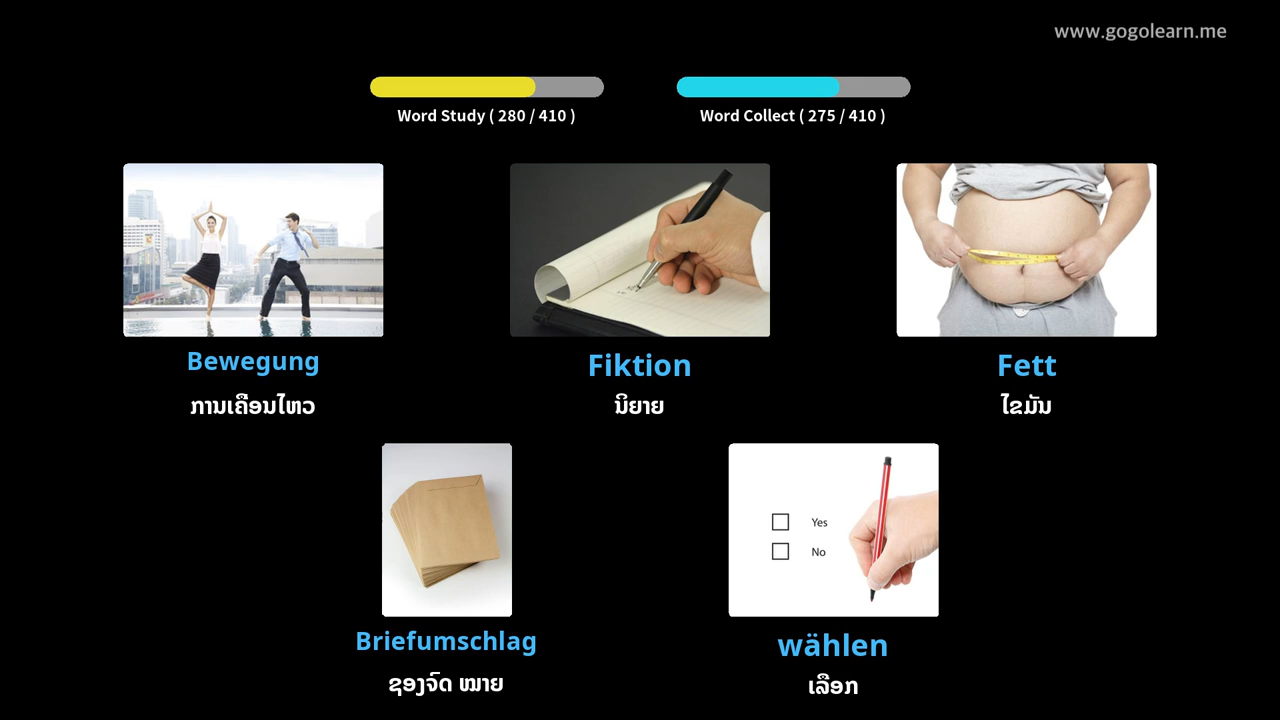 www.gogolearn.me
Word Study ( 280 / 410 )
Word Collect ( 275 / 410 )
Bewegung
ການເຄື່ອນໄຫວ
Fiktion
ນິຍາຍ
Fett
ໄຂມັນ
Yes
No
Briefumschlag
ຊອງຈົດ ໝາຍ
wählen
ເລືອກ